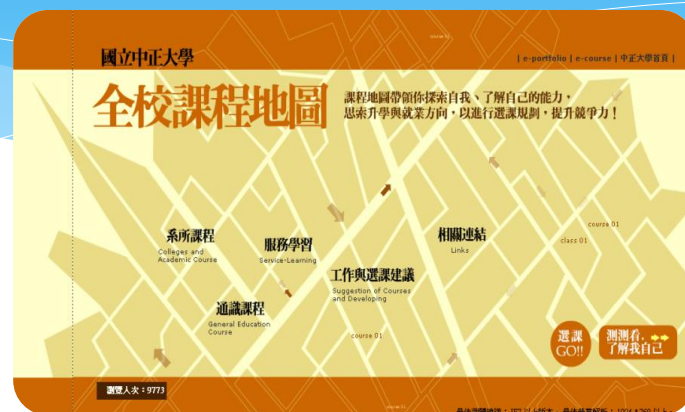 course 01
國立中正大學
| e-portfolio | e-course | 中正大學首頁 |
全校課程地圖
課程地圖帶領你探索自我、了解自己的能力，
思索升學與就業方向，以進行選課規劃，提升競爭力！
系所課程
Colleges and
Academic Course
服務學習
Service-Learning
相關連結
Links
course 01
class 01
工作與選課建議
Suggestion of Courses
and Developing
通識課程
General Education
Course
course 01
選課
GO!!
測測看,
了解我自己
瀏覽人次：9773
course 01